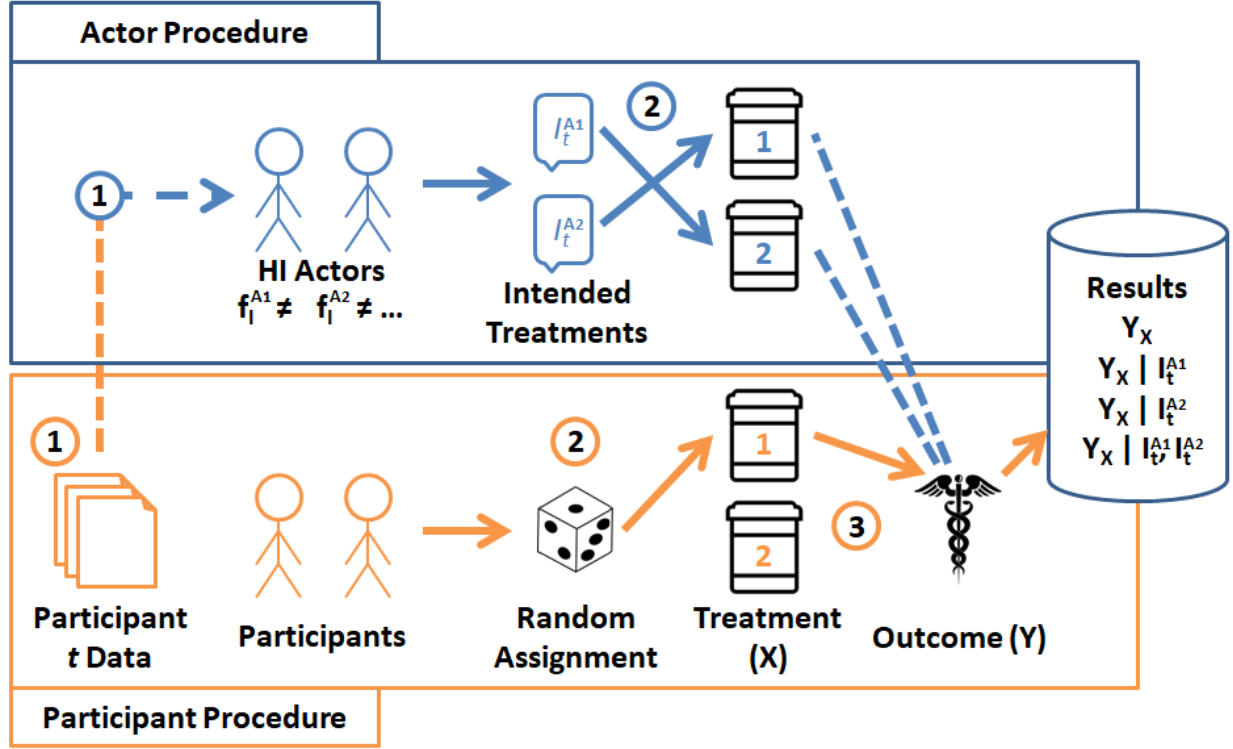 Actor Procedure
1
HI Actors
f_I^A1 ≠ f_I^A2 ≠ ...
I_t^A1
I_t^A2
Intended
Treatments
2
1
2
Results
Y_X
Y_X | I_t^A1
Y_X | I_t^A2
Y_X | I_t^A1, I_t^A2
1
Participant
t Data
Participants
2
Random
Assignment
1
2
Treatment
(X)
3
Outcome (Y)
Participant Procedure